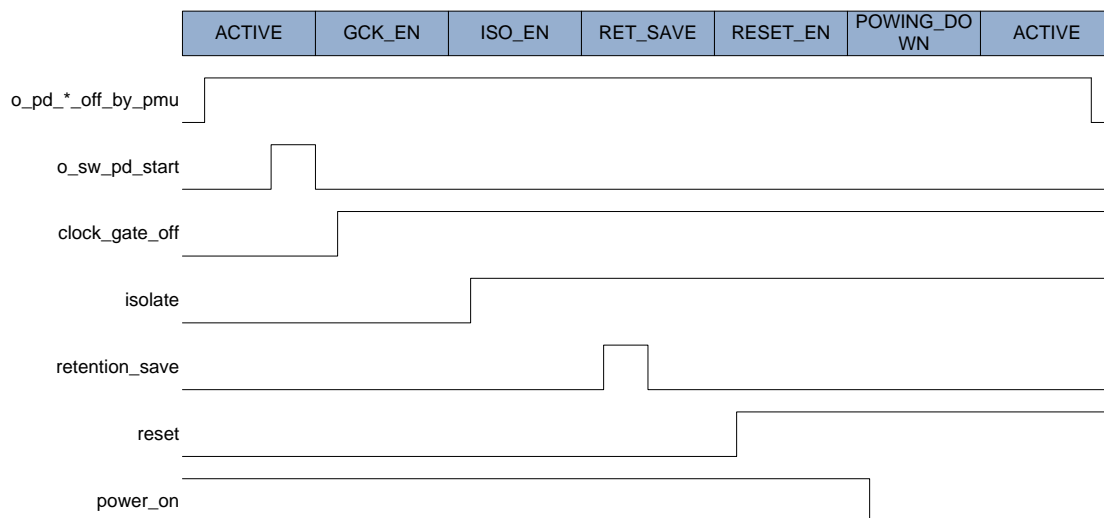 ACTIVE GCK_EN ISO_EN RET_SAVE RESET_EN POWING_DO
WN ACTIVE
o_pd_*_off_by_pmu
o_sw_pd_start
clock_gate_off
isolate
retention_save
reset
power_on